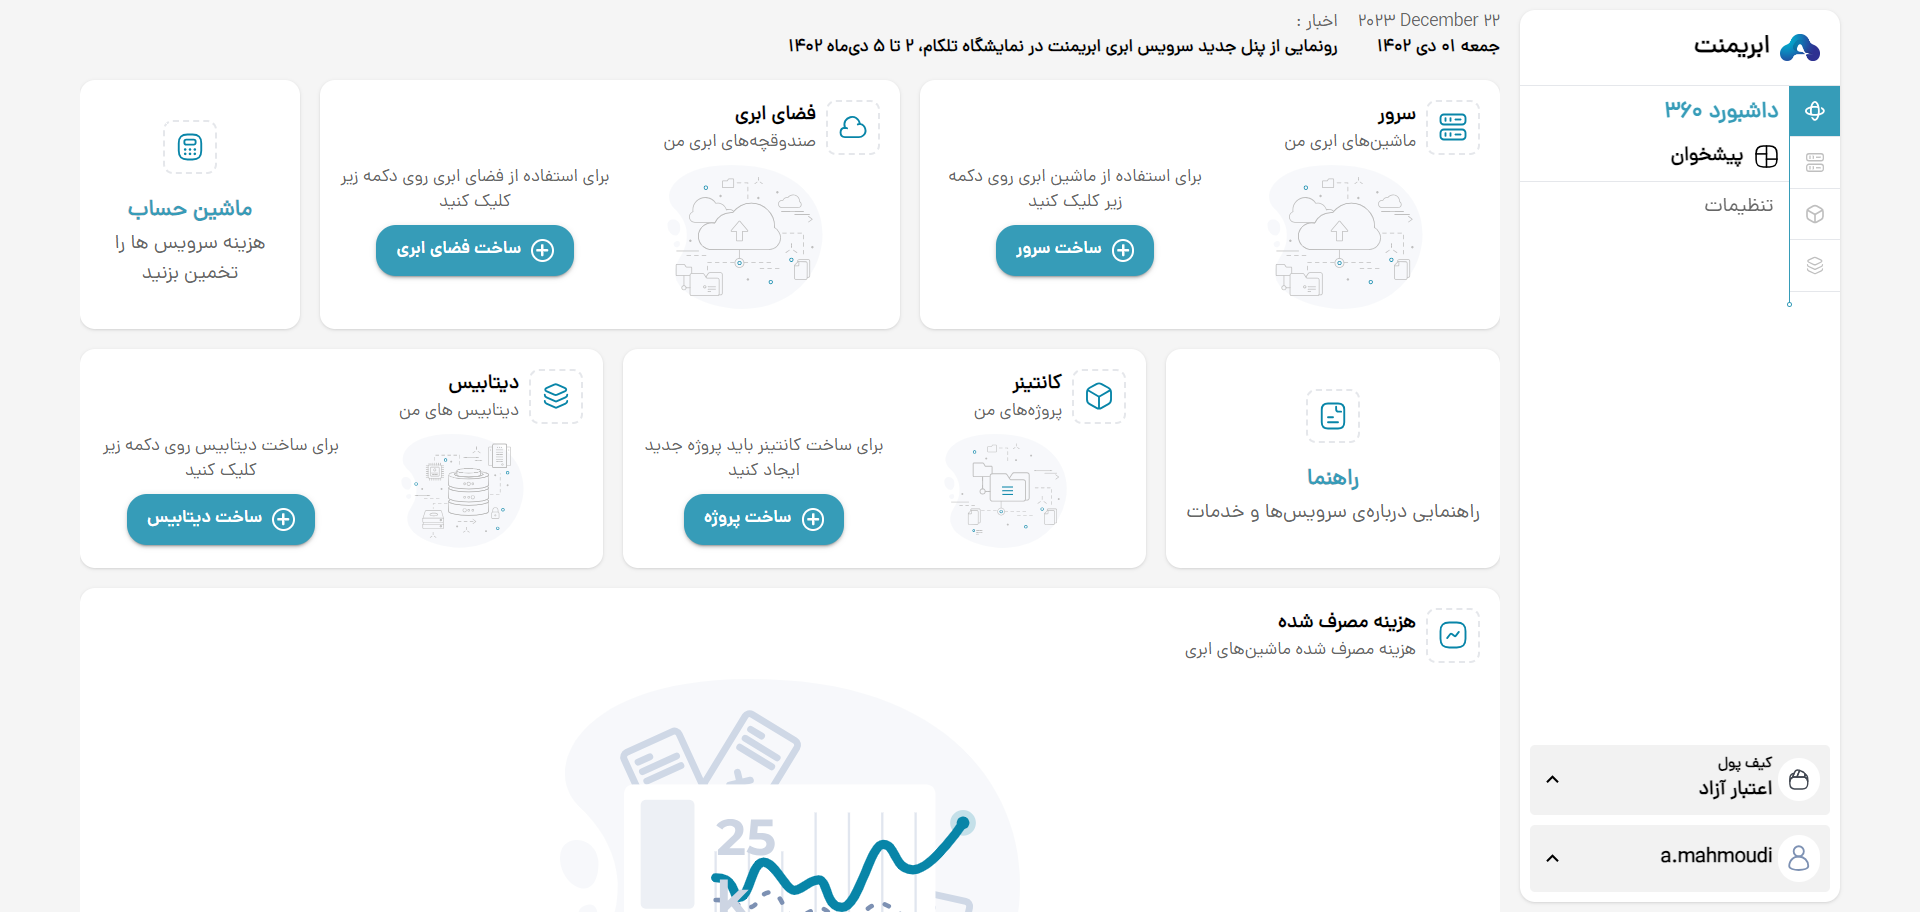 ابریمنت
داشبورد ۳۶۰
پیشخوان
تنظیمات
کیف پول
اعتبار آزاد
a.mahmoudi
۲۰۲۳ December ۲۲
جمعه ۰۱ دی ۱۴۰۲
اخبار :
رونمایی از پنل جدید سرویس ابری ابریمنت در نمایشگاه تلکام، ۲ تا ۵ دی‌ماه ۱۴۰۲
سرور
ماشین‌های ابری من
برای استفاده از ماشین ابری روی دکمه
زیر کلیک کنید
ساخت سرور
فضای ابری
صندوقچه‌های ابری من
برای استفاده از فضای ابری روی دکمه زیر
کلیک کنید
ساخت فضای ابری
ماشین حساب
هزینه سرویس ها را
تخمین بزنید
راهنما
راهنمایی درباره‌ی سرویس‌ها و خدمات
کانتینر
پروژه‌های من
برای ساخت کانتینر باید پروژه جدید
ایجاد کنید
ساخت پروژه
دیتابیس
دیتابیس های من
برای ساخت دیتابیس روی دکمه زیر
کلیک کنید
ساخت دیتابیس
هزینه مصرف شده
هزینه مصرف شده ماشین‌های ابری
25
k